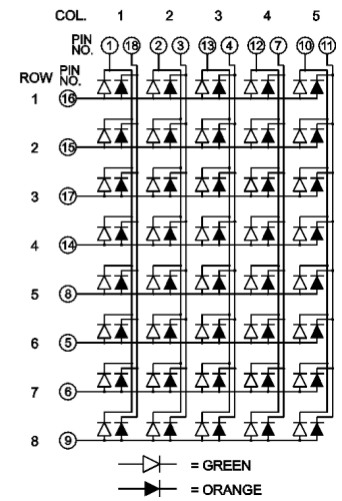 COL. 1 2 3 4 5
PIN NO. 1 18 2 3 13 4 12 7 10 11
ROW PIN NO.
1 16
2 15
3 17
4 14
5 8
6 5
7 6
8 9
= GREEN
= ORANGE